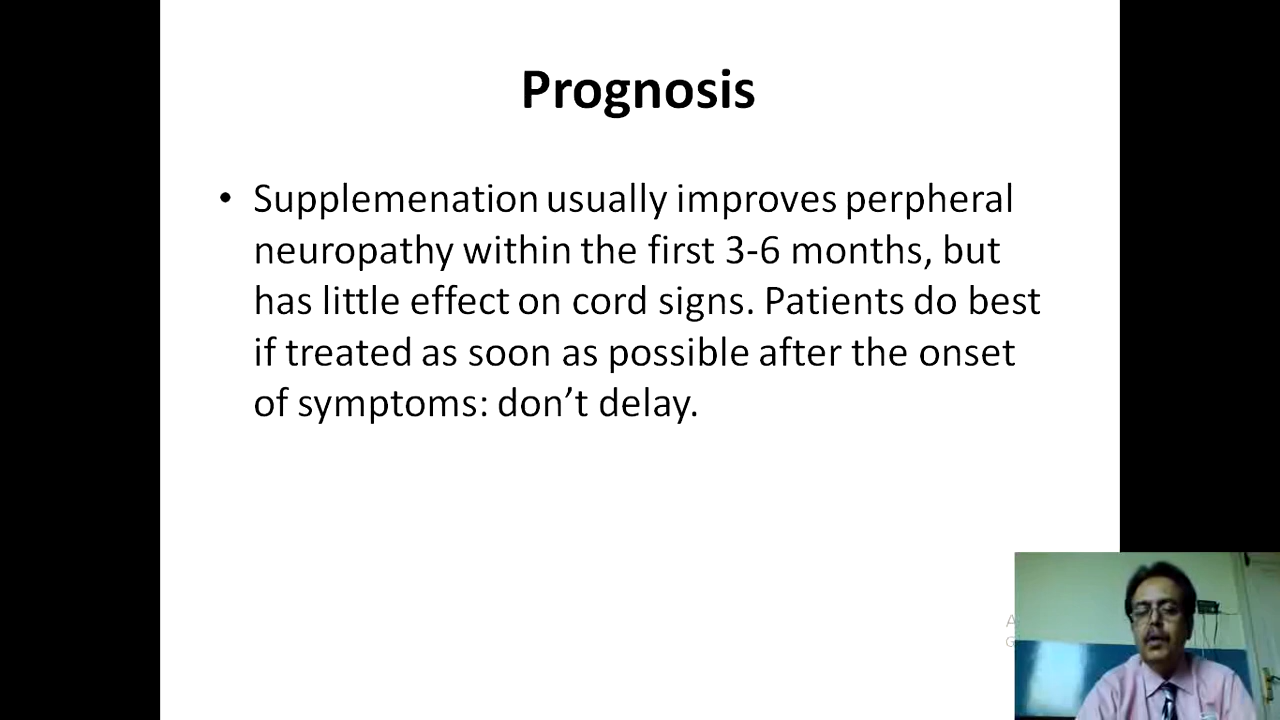 Prognosis
• Supplemenation usually improves perpheral
neuropathy within the first 3-6 months, but
has little effect on cord signs. Patients do best
if treated as soon as possible after the onset
of symptoms: don’t delay.